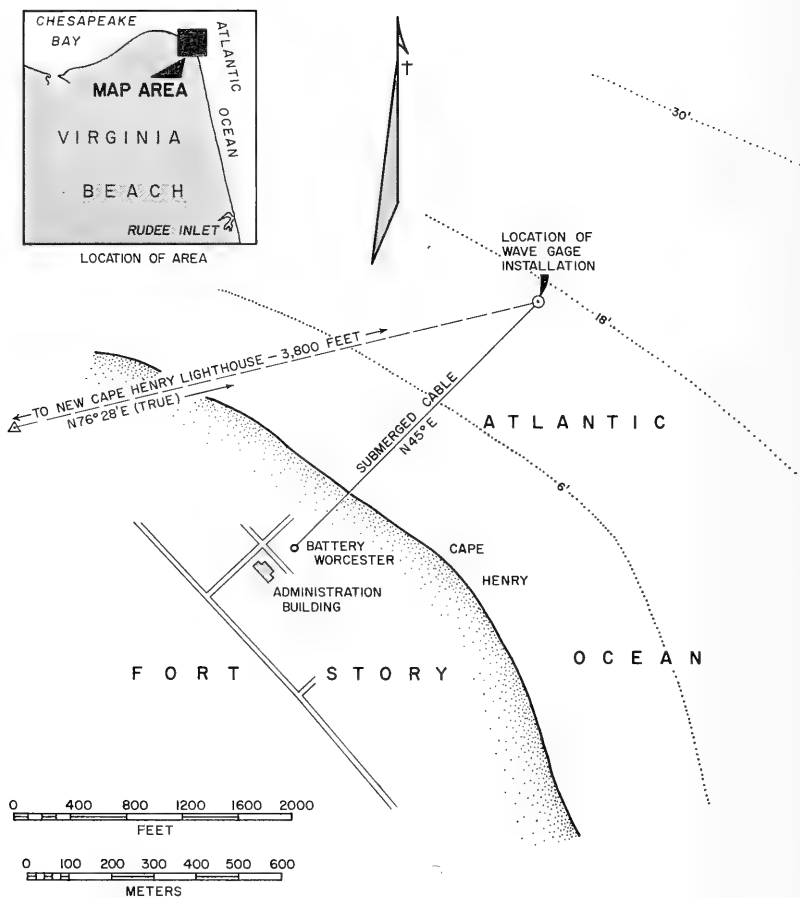 CHESAPEAKE
BAY
ATLANTIC
OCEAN
MAP AREA
VIRGINIA
BEACH
RUDEE INLET
LOCATION OF AREA
30'
LOCATION OF
WAVE GAGE
INSTALLATION
18'
TO NEW CAPE HENRY LIGHTHOUSE – 3,800 FEET
N76°28'E (TRUE)
SUBMERGED CABLE
N45°E
ATLANTIC
6'
BATTERY
WORCESTER
CAPE
HENRY
ADMINISTRATION
BUILDING
OCEAN
FORT STORY
0 400 800 1200 1600 2000
FEET
0 100 200 300 400 500 600
METERS